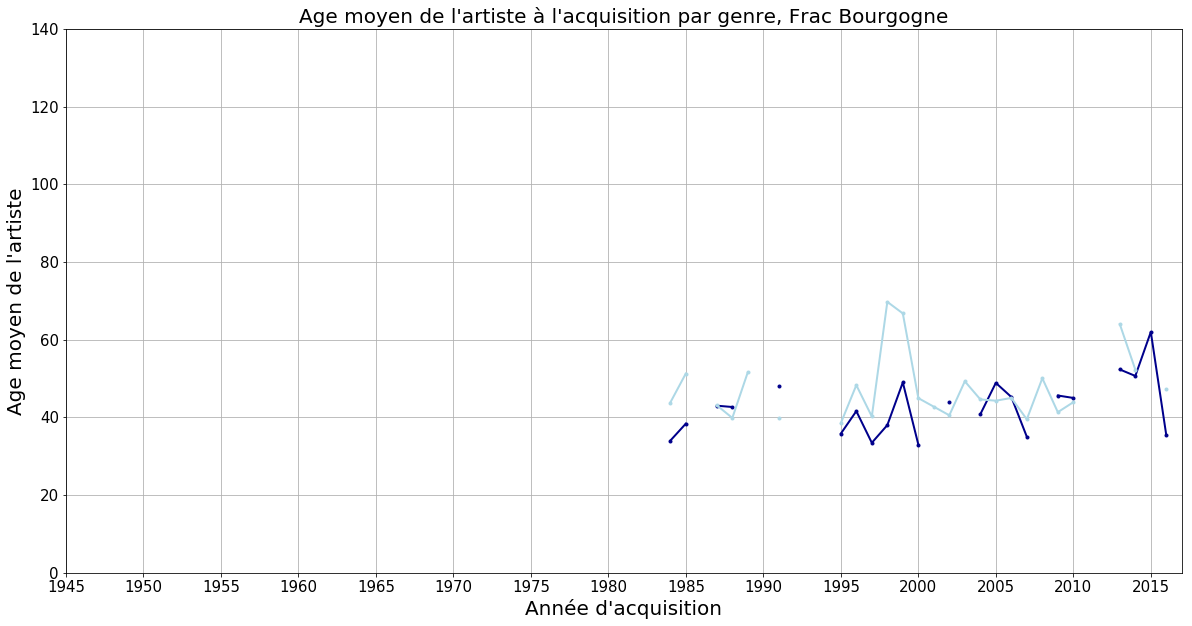 Age moyen de l'artiste à l'acquisition par genre, Frac Bourgogne
140
120
100
80
60
40
20
0
Age moyen de l'artiste
1945 1950 1955 1960 1965 1970 1975 1980 1985 1990 1995 2000 2005 2010 2015
Année d'acquisition